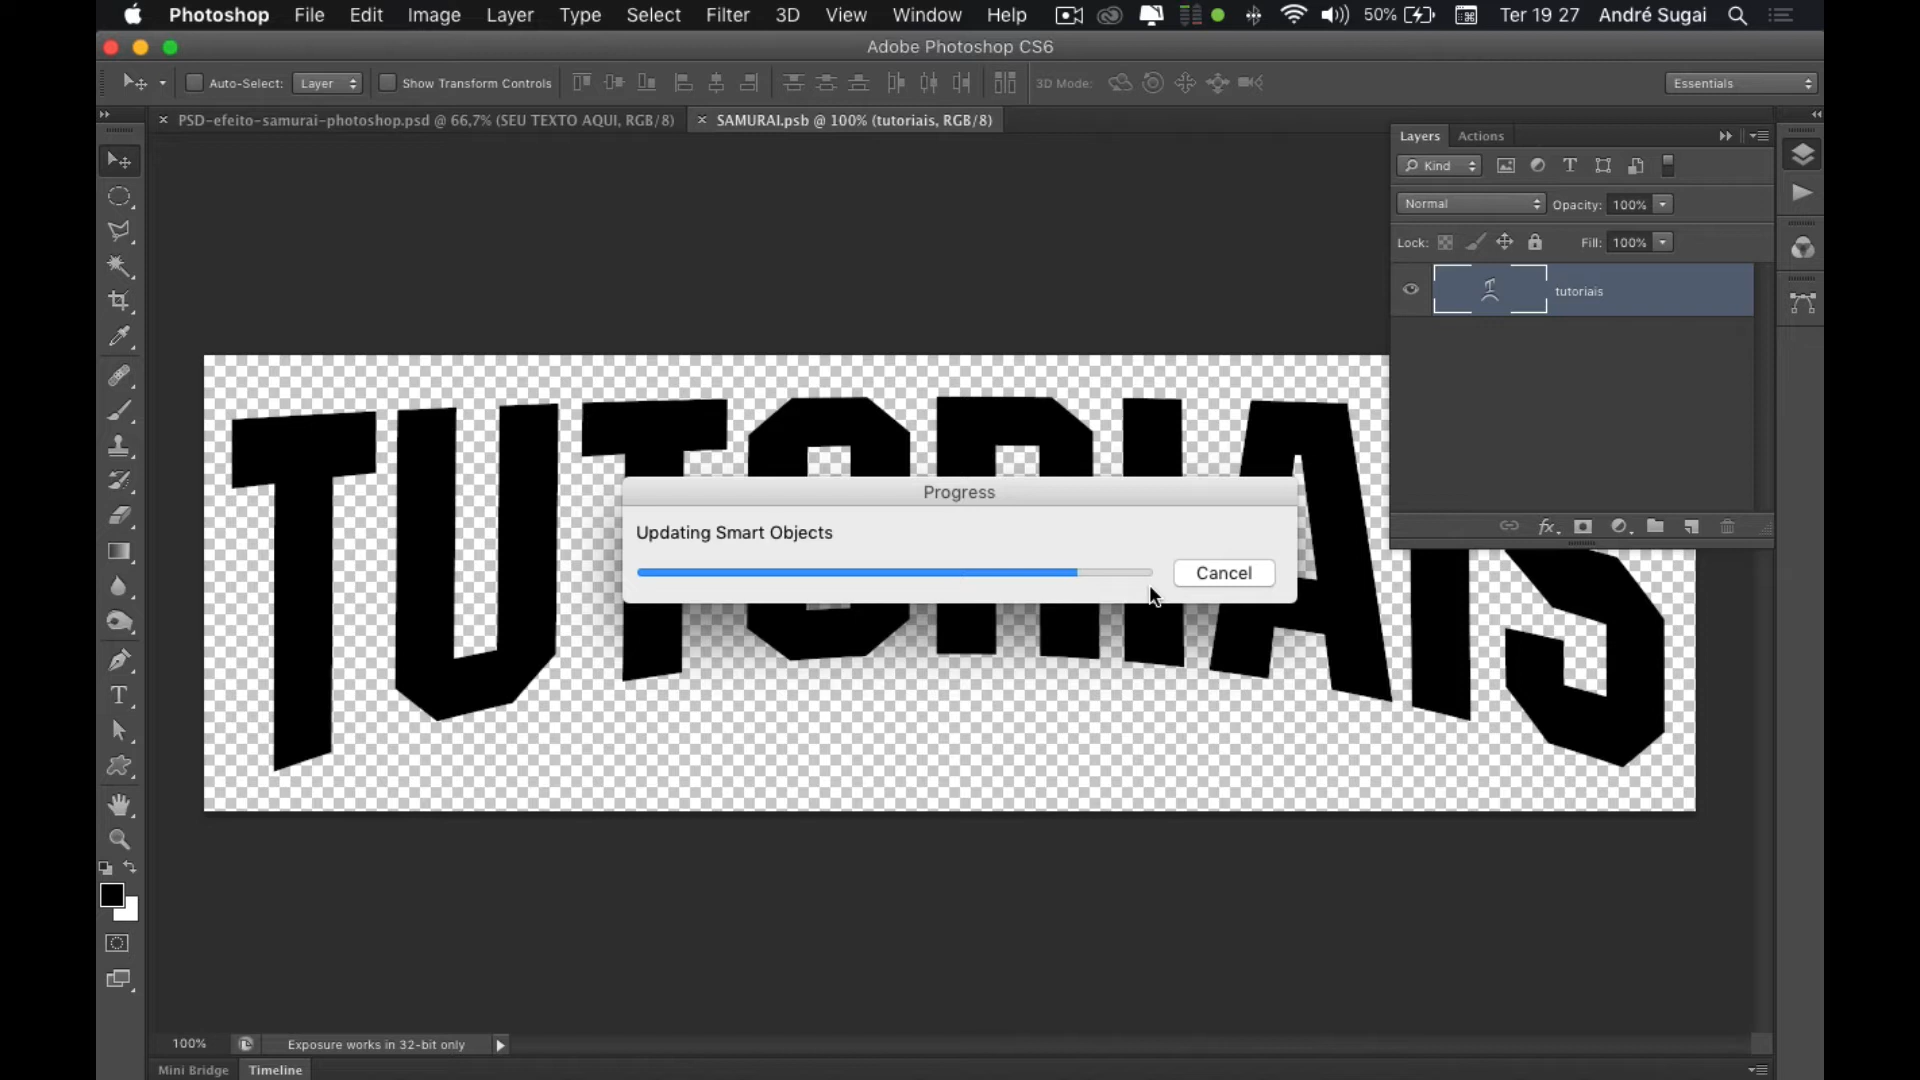 Photoshop File Edit Image Layer Type Select Filter 3D View Window Help 50% Ter 19 27 André Sugai
Adobe Photoshop CS6
Auto-Select: Layer Show Transform Controls 3D Mode: Essentials
× PSD-efeito-samurai-photoshop.psd @ 66,7% (SEU TEXTO AQUI, RGB/8) × SAMURAI.psb @ 100% (tutoriais, RGB/8)
Layers Actions
Kind
Normal Opacity: 100%
Lock: Fill: 100%
tutoriais
TUTORIAIS
Progress
Updating Smart Objects
Cancel
100% Exposure works in 32-bit only
Mini Bridge Timeline